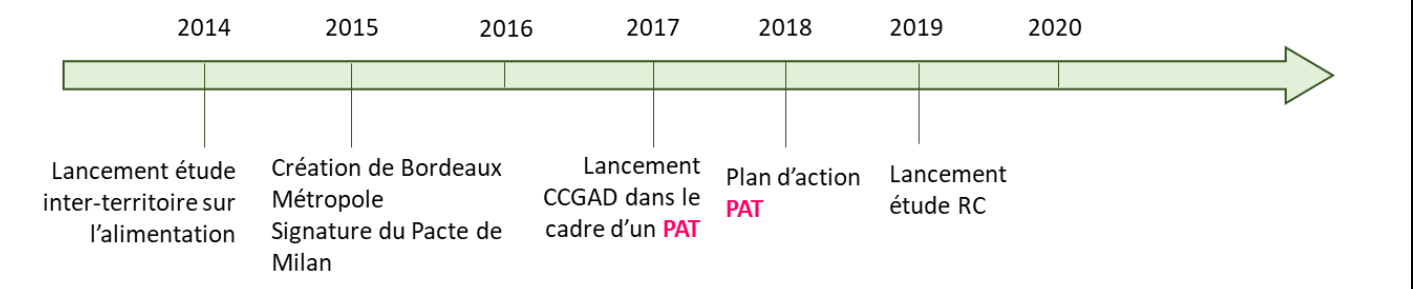 2014 2015 2016 2017 2018 2019 2020
Lancement étude
inter-territoire sur
l’alimentation
Création de Bordeaux
Métropole
Signature du Pacte de
Milan
Lancement
CCGAD dans le
cadre d’un PAT
Plan d’action
PAT
Lancement
étude RC